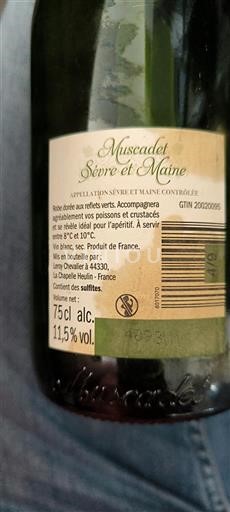 Muscadet
Sèvre et Maine
APPELLATION SÈVRE ET MAINE CONTRÔLÉE
Robe dorée aux reflets verts. Accompagnera
agréablement vos poissons et crustacés
et se révèle idéal pour l'apéritif. À servir
entre 8°C et 10°C.
Vin blanc, sec. Produit de France.
Mis en bouteille par:
Leroy Chevalier à 44330,
La Chapelle Heulin - France
Contient des sulfites.
Volume net :
75cl alc.
11,5% vol.
GTIN 20020095
4/9
Muscadet